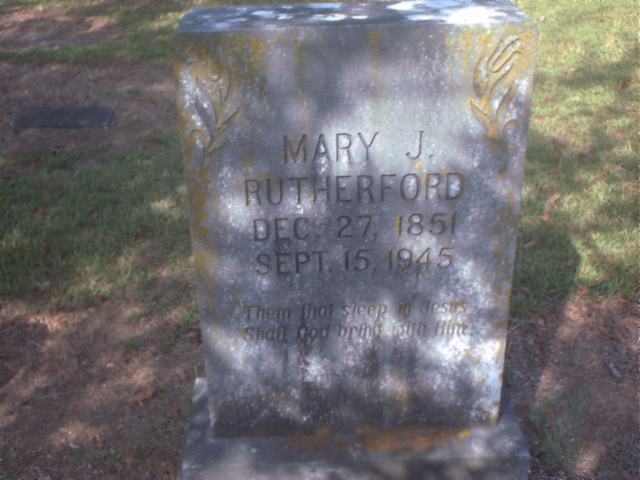 MARY J.
RUTHERFORD
DEC. 27, 1851
SEPT. 15, 1945
Them that sleep in Jesus
Shall God bring with Him